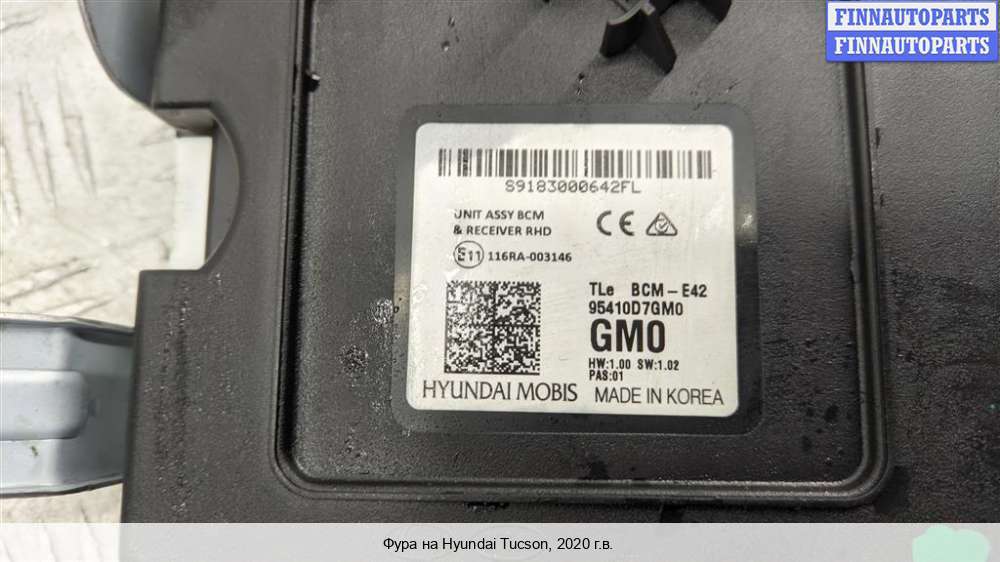 FINNAUTOPARTS
FINNAUTOPARTS
S9183000642FL
UNIT ASSY BCM
& RECEIVER RHD
CE
E11 116RA-003146
TLe BCM-E42
95410D7GM0
GM0
HW:1.00 SW:1.02
PAS:01
HYUNDAI MOBIS MADE IN KOREA
Фура на Hyundai Tucson, 2020 г.в.